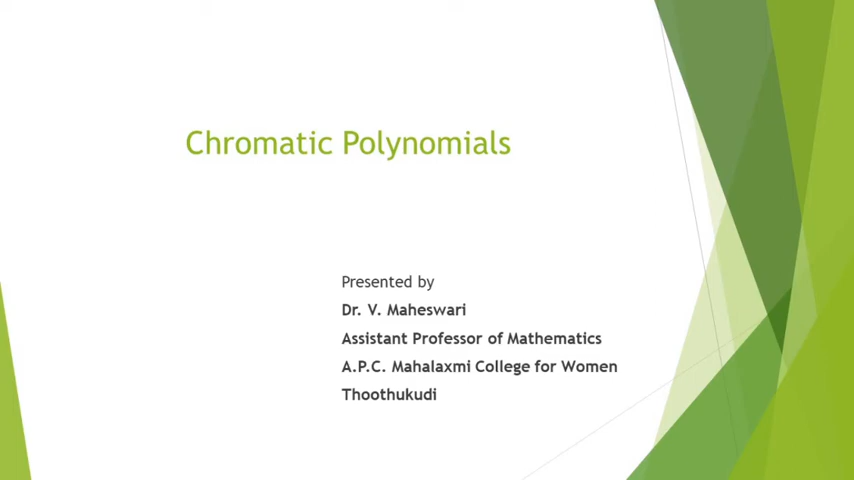 Chromatic Polynomials
Presented by
Dr. V. Maheswari
Assistant Professor of Mathematics
A.P.C. Mahalaxmi College for Women
Thoothukudi